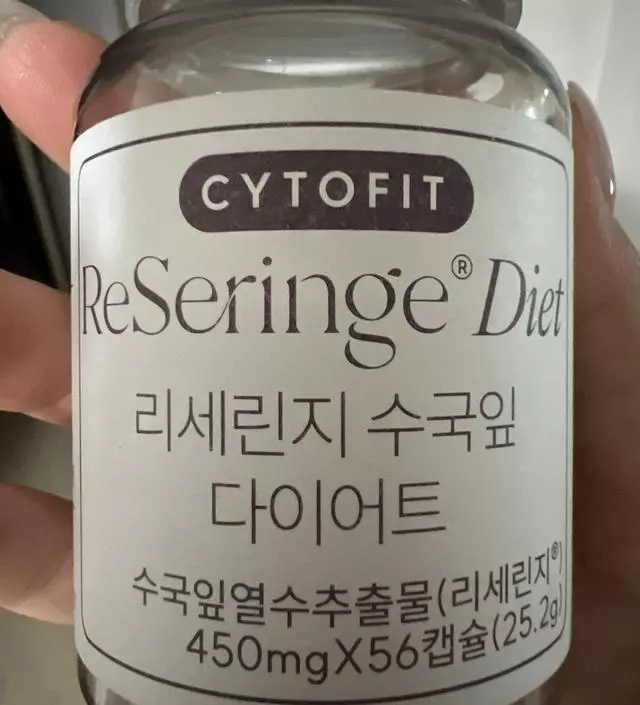 CYTOFIT
ReSeringe® Diet
리세린지 수국잎
다이어트
수국잎열수추출물(리세린지®)
450mgX56캡슐(25.2g)